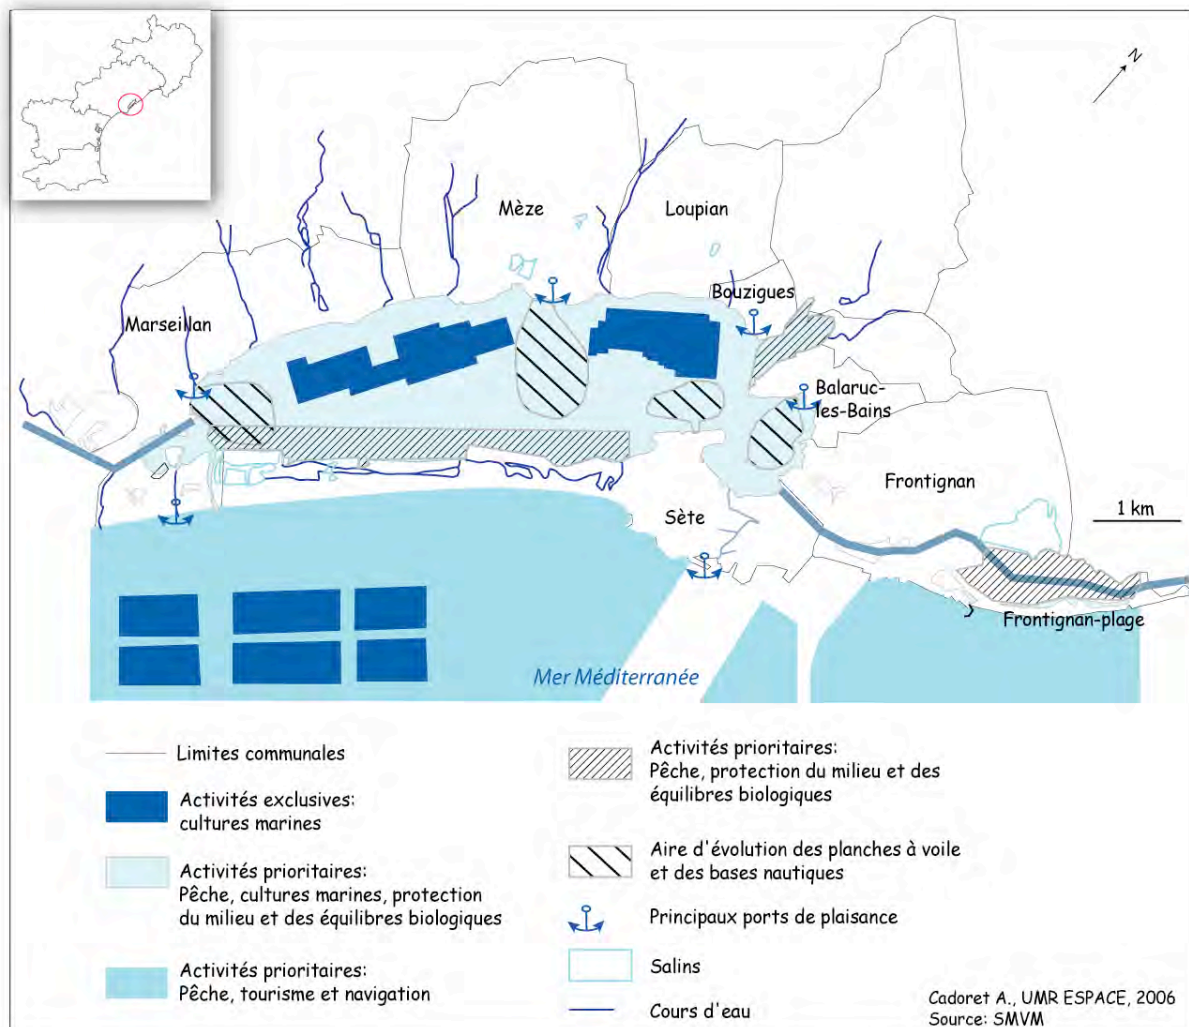 N
Mèze
Loupian
Bouzigues
Marseillan
Balaruc-
les-Bains
Frontignan
Sète
1 km
Frontignan-plage
Mer Méditerranée
Limites communales
Activités exclusives:
cultures marines
Activités prioritaires:
Pêche, cultures marines, protection
du milieu et des équilibres biologiques
Activités prioritaires:
Pêche, tourisme et navigation
Activités prioritaires:
Pêche, protection du milieu et des
équilibres biologiques
Aire d'évolution des planches à voile
et des bases nautiques
Principaux ports de plaisance
Salins
Cours d'eau
Cadoret A., UMR ESPACE, 2006
Source: SMVM